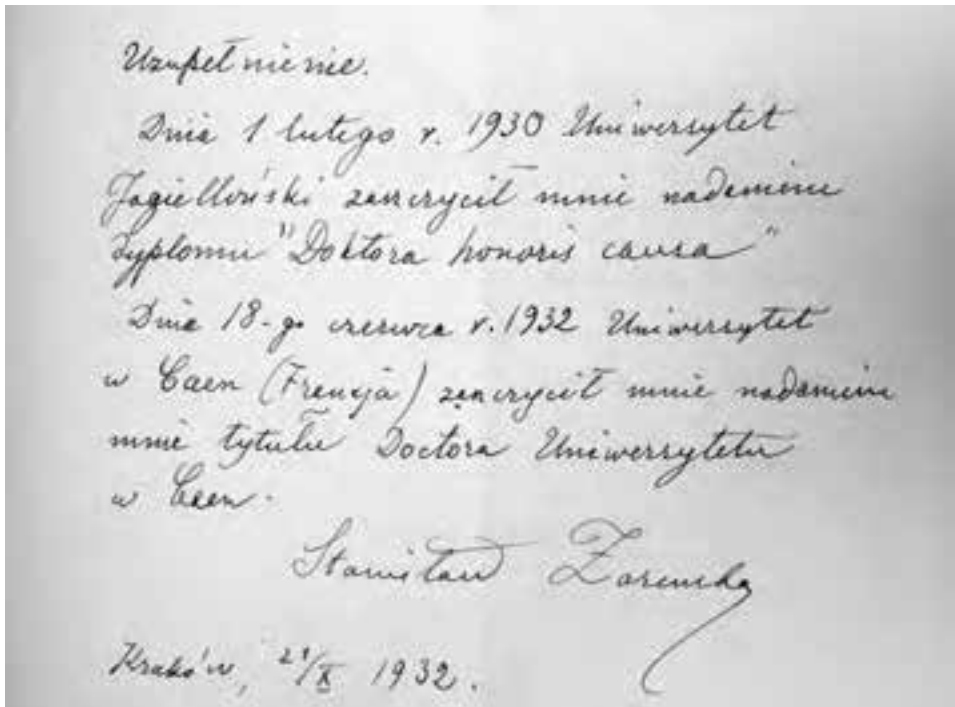 Uzupełnienie.
Dnia 1 lutego r. 1930 Uniwersytet
Jagielloński zaszczycił mnie nadaniem
dyplomu "Doktora honoris causa"
Dnia 18-go czerwca r. 1932 Uniwersytet
w Caen (Francja) zaszczycił mnie nadaniem
mnie tytułu Doctora Uniwersytetu
w Caen.
Stanisław Zaremba
Kraków, 21/X 1932.